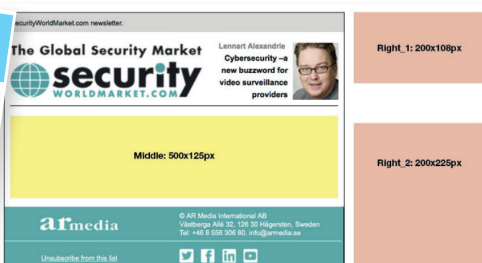 ecurityWorldMarket.com newsletter.
The Global Security Market
security
WORLDMARKET.COM
Lennart Alexandrie
Cybersecurity –a
new buzzword for
video surveillance
providers
Right_1: 200x108px
Middle: 500x125px
Right_2: 200x225px
armedia
© AR Media International AB
Västberga Allé 32, 126 30 Hägersten, Sweden
Tel: +46 8 556 306 80. info@armedia.se
Unsubscribe from this list